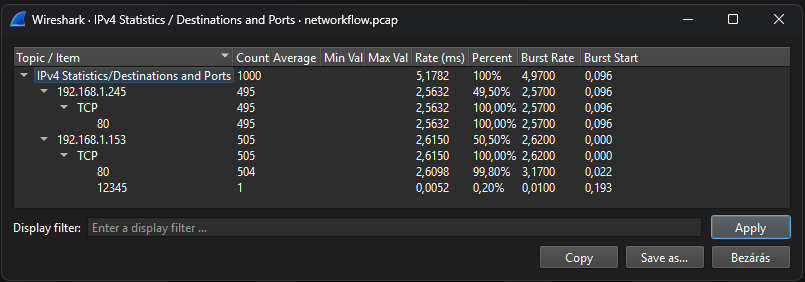 Wireshark · IPv4 Statistics / Destinations and Ports · networkflow.pcap
Topic / Item Count Average Min Val Max Val Rate (ms) Percent Burst Rate Burst Start
IPv4 Statistics/Destinations and Ports 1000 5,1782 100% 4,9700 0,096
192.168.1.245 495 2,5632 49,50% 2,5700 0,096
TCP 495 2,5632 100,00% 2,5700 0,096
80 495 2,5632 100,00% 2,5700 0,096
192.168.1.153 505 2,6150 50,50% 2,6200 0,000
TCP 505 2,6150 100,00% 2,6200 0,000
80 504 2,6098 99,80% 3,1700 0,022
12345 1 0,0052 0,20% 0,0100 0,193
Display filter: Enter a display filter ... Apply
Copy Save as... Bezárás